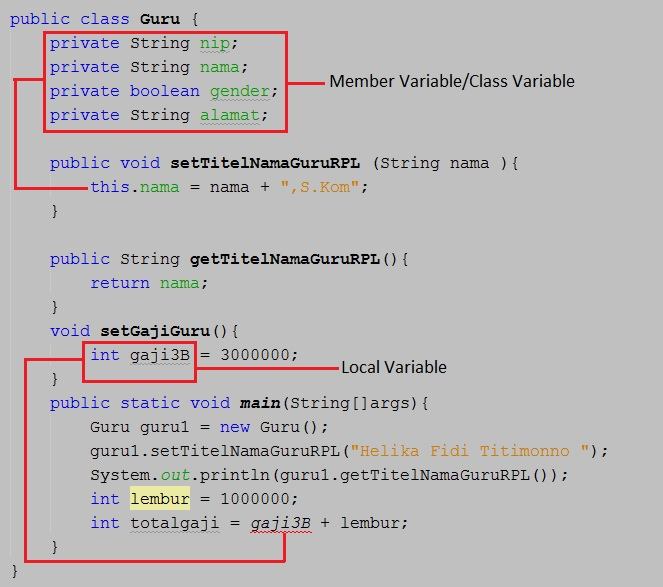 public class Guru {
private String nip;
private String nama;
private boolean gender;
private String alamat;
Member Variable/Class Variable
public void setTitelNamaGuruRPL (String nama ){
this.nama = nama + ",S.Kom";
}
public String getTitelNamaGuruRPL(){
return nama;
}
void setGajiGuru(){
int gaji3B = 3000000;
Local Variable
}
public static void main(String[]args){
Guru guru1 = new Guru();
guru1.setTitelNamaGuruRPL("Helika Fidi Titimonno ");
System.out.println(guru1.getTitelNamaGuruRPL());
int lembur = 1000000;
int totalgaji = gaji3B + lembur;
}
}